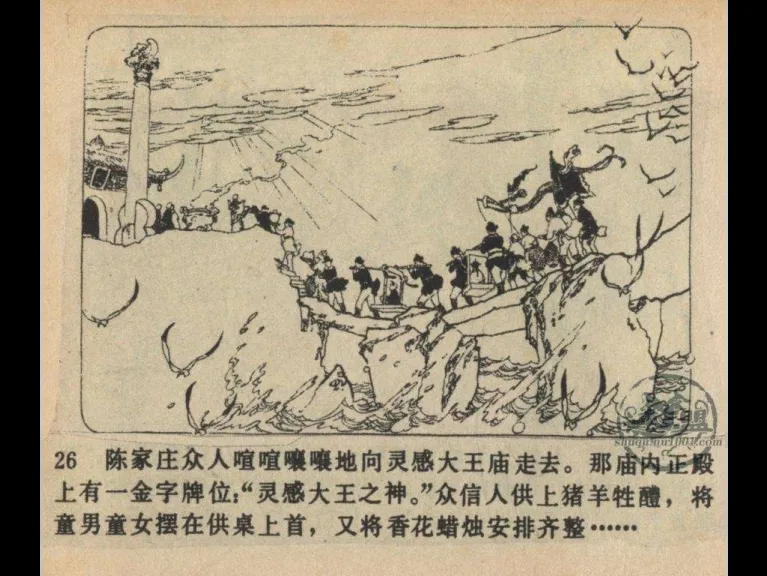 shuqu.nr1001.com
26 陈家庄众人喧喧嚷嚷地向灵感大王庙走去。那庙内正殿
上有一金字牌位:“灵感大王之神。”众信人供上猪羊牲醴,将
童男童女摆在供桌上首,又将香花蜡烛安排齐整……